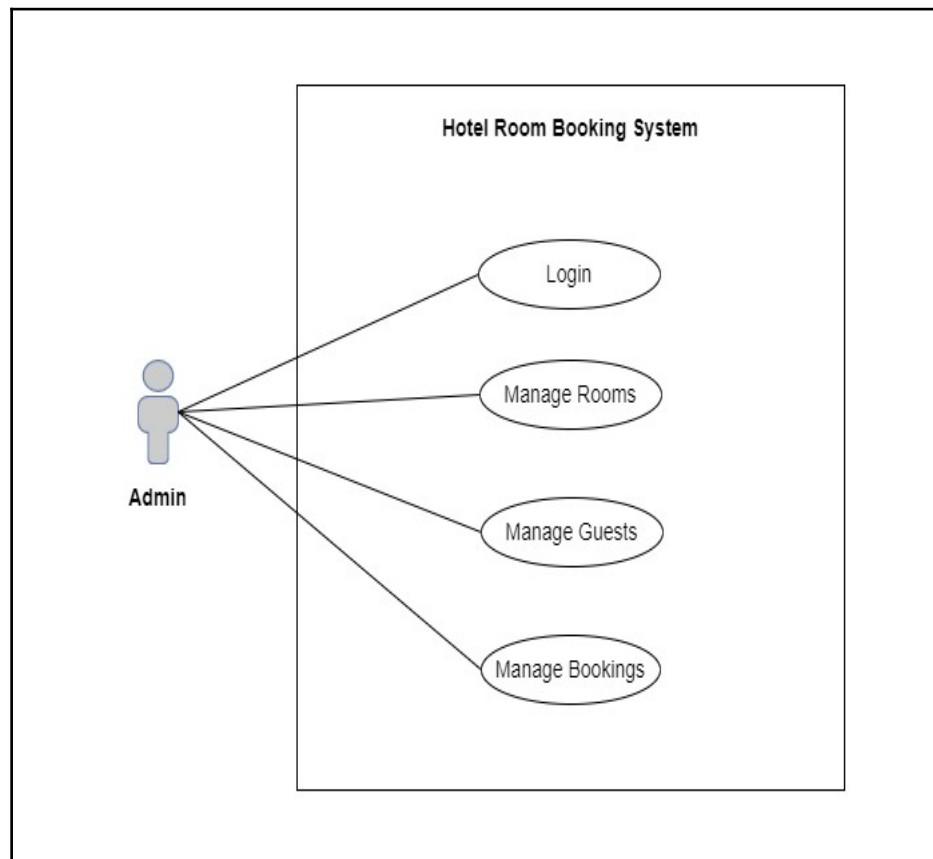 Hotel Room Booking System
Login
Manage Rooms
Admin
Manage Guests
Manage Bookings